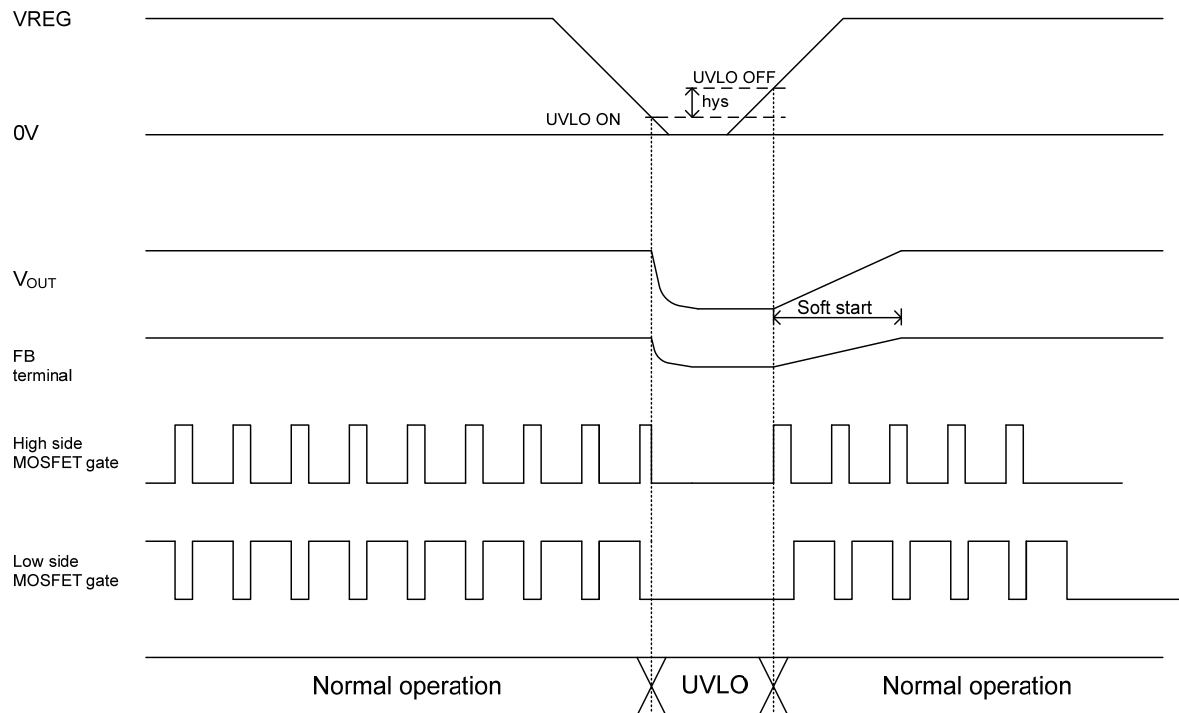 VREG
UVLO OFF
hys
UVLO ON
0V
VOUT
Soft start
FB
terminal
High side
MOSFET gate
Low side
MOSFET gate
Normal operation
UVLO
Normal operation